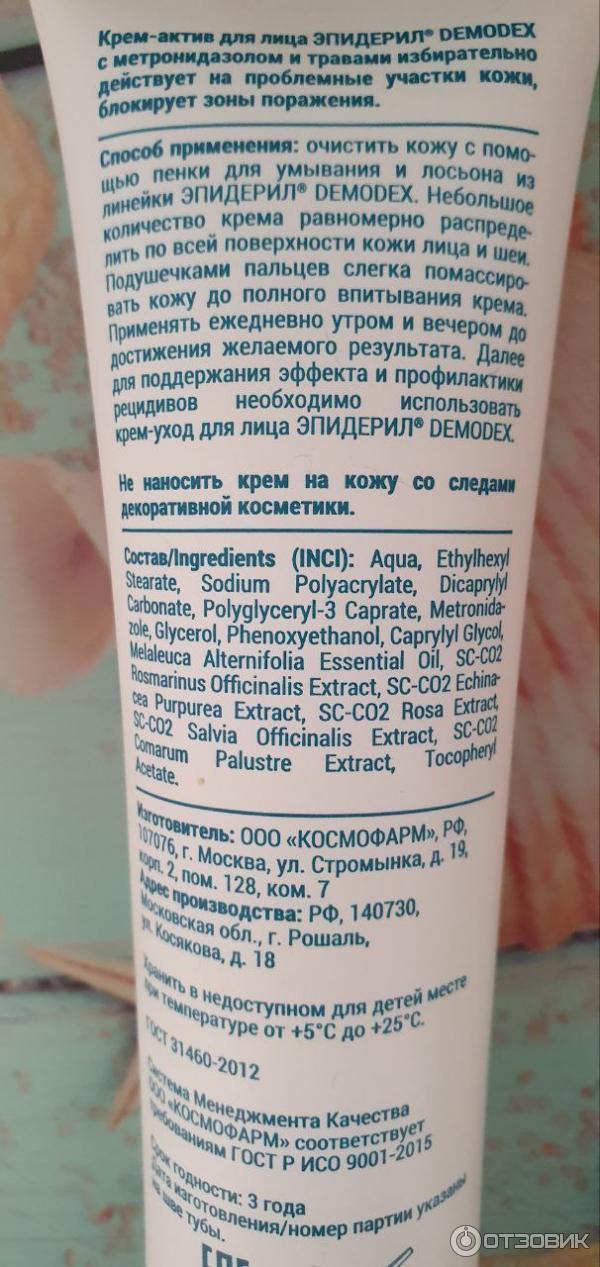 Крем-актив для лица ЭПИДЕРИЛ® DEMODEX
с метронидазолом и травами избирательно
действует на проблемные участки кожи,
блокирует зоны поражения.
Способ применения: очистить кожу с помо-
щью пенки для умывания и лосьона из
линейки ЭПИДЕРИЛ® DEMODEX. Небольшое
количество крема равномерно распреде-
лить по всей поверхности кожи лица и шеи.
Подушечками пальцев слегка помассиро-
вать кожу до полного впитывания крема.
Применять ежедневно утром и вечером до
достижения желаемого результата. Далее
для поддержания эффекта и профилактики
рецидивов необходимо использовать
крем-уход для лица ЭПИДЕРИЛ® DEMODEX.
Не наносить крем на кожу со следами
декоративной косметики.
Состав/Ingredients (INCI): Aqua, Ethylhexyl
Stearate, Sodium Polyacrylate, Dicaprylyl
Carbonate, Polyglyceryl-3 Caprate, Metronida-
zole, Glycerol, Phenoxyethanol, Caprylyl Glycol,
Melaleuca Alternifolia Essential Oil, SC-CO2
Rosmarinus Officinalis Extract, SC-CO2 Echina-
cea Purpurea Extract, SC-CO2 Rosa Extract,
SC-CO2 Salvia Officinalis Extract, SC-CO2
Comarum Palustre Extract, Tocopheryl
Acetate.
Изготовитель: ООО «КОСМОФАРМ», РФ,
107076, г. Москва, ул. Стромынка, д. 19,
корп. 2, пом. 128, ком. 7
Адрес производства: РФ, 140730,
Московская обл., г. Рошаль,
ул. Косякова, д. 18
Хранить в недоступном для детей месте
при температуре от +5°C до +25°C.
ГОСТ 31460-2012
Система Менеджмента Качества
ООО «КОСМОФАРМ» соответствует
требованиям ГОСТ Р ИСО 9001-2015
Срок годности: 3 года
Дата изготовления/номер партии указаны
на шве тубы.
ОТЗОВИК